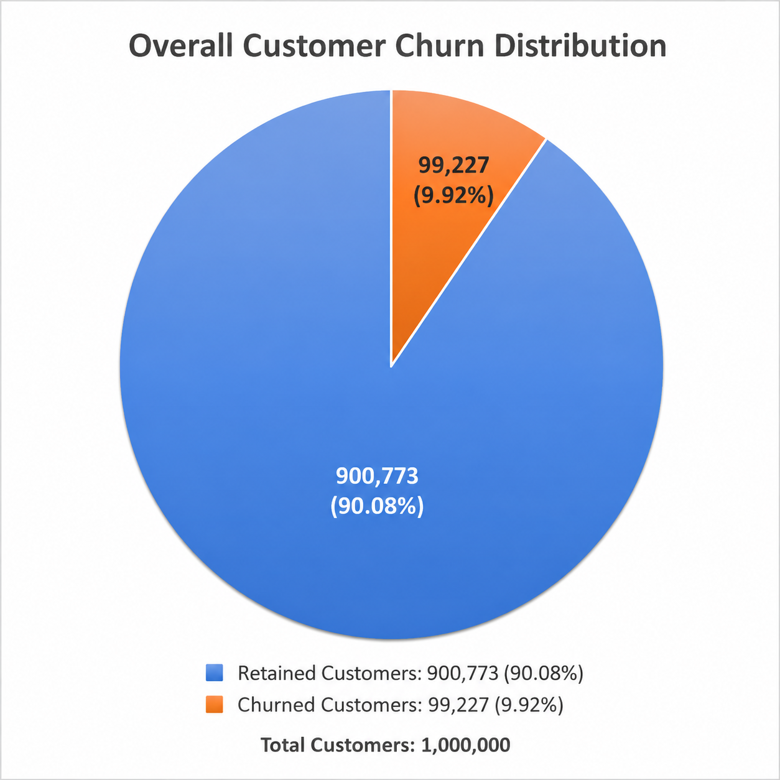 Overall Customer Churn Distribution
99,227
(9.92%)
900,773
(90.08%)
Retained Customers: 900,773 (90.08%)
Churned Customers: 99,227 (9.92%)
Total Customers: 1,000,000